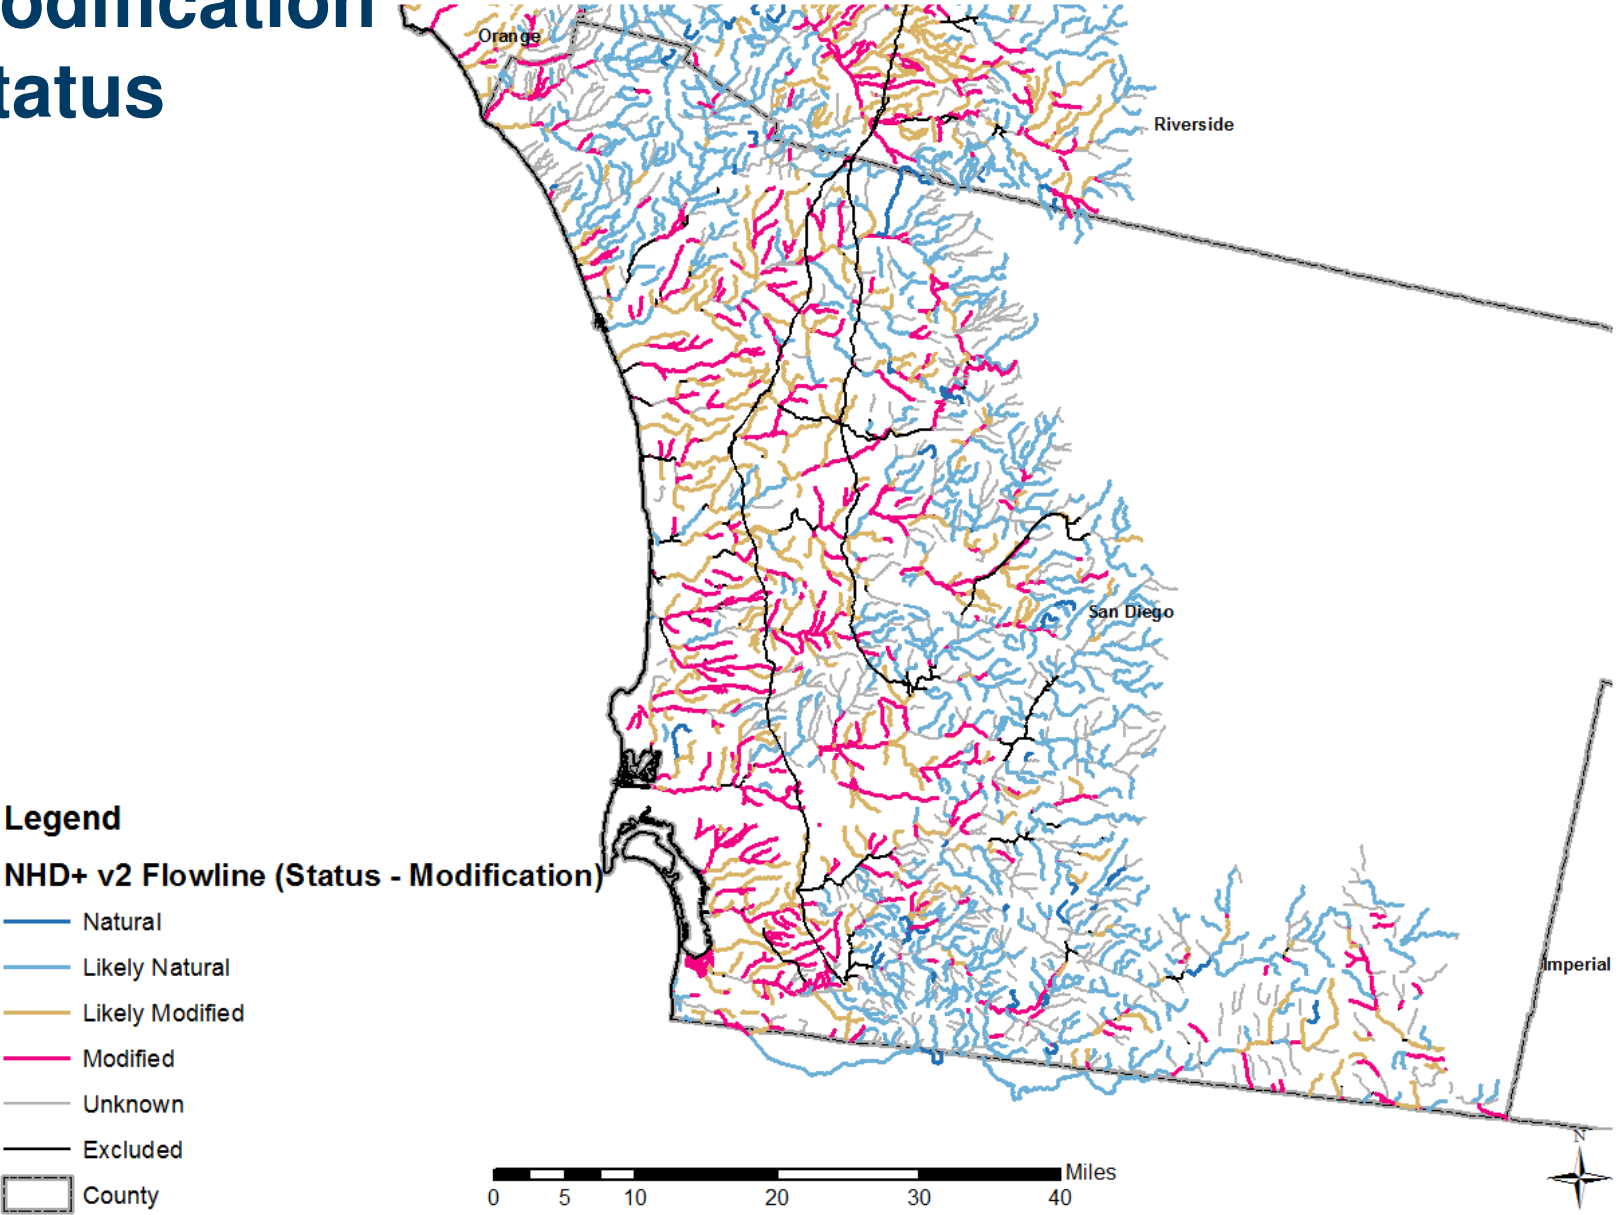 odification
tatus
Orange
Riverside
San Diego
Imperial
Legend
NHD+ v2 Flowline (Status - Modification)
Natural
Likely Natural
Likely Modified
Modified
Unknown
Excluded
County
Miles
0 5 10 20 30 40
N